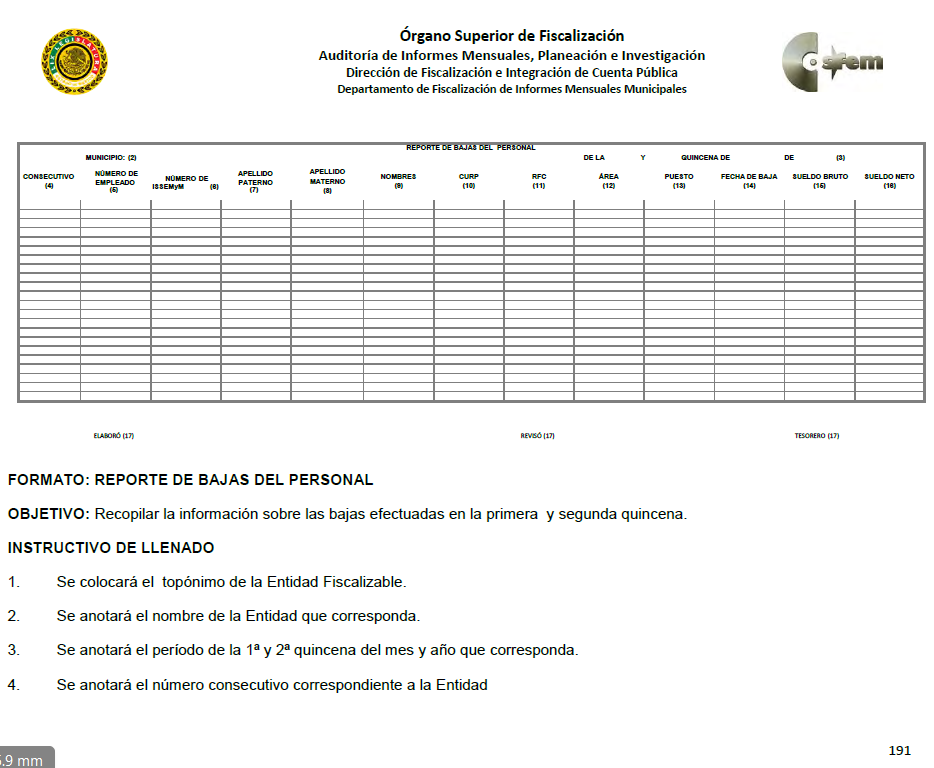 LIX LEGISLATURA
Órgano Superior de Fiscalización
Auditoría de Informes Mensuales, Planeación e Investigación
Dirección de Fiscalización e Integración de Cuenta Pública
Departamento de Fiscalización de Informes Mensuales Municipales
osfem
REPORTE DE BAJAS DEL PERSONAL
MUNICIPIO: (2) DE LA Y QUINCENA DE DE (3)
CONSECUTIVO (4) NÚMERO DE EMPLEADO (5) NÚMERO DE ISSEMyM (6) APELLIDO PATERNO (7) APELLIDO MATERNO (8) NOMBRES (9) CURP (10) RFC (11) ÁREA (12) PUESTO (13) FECHA DE BAJA (14) SUELDO BRUTO (15) SUELDO NETO (16)
ELABORÓ (17) REVISÓ (17) TESORERO (17)
FORMATO: REPORTE DE BAJAS DEL PERSONAL
OBJETIVO: Recopilar la información sobre las bajas efectuadas en la primera y segunda quincena.
INSTRUCTIVO DE LLENADO
1. Se colocará el topónimo de la Entidad Fiscalizable.
2. Se anotará el nombre de la Entidad que corresponda.
3. Se anotará el período de la 1ª y 2ª quincena del mes y año que corresponda.
4. Se anotará el número consecutivo correspondiente a la Entidad
191
.9 mm